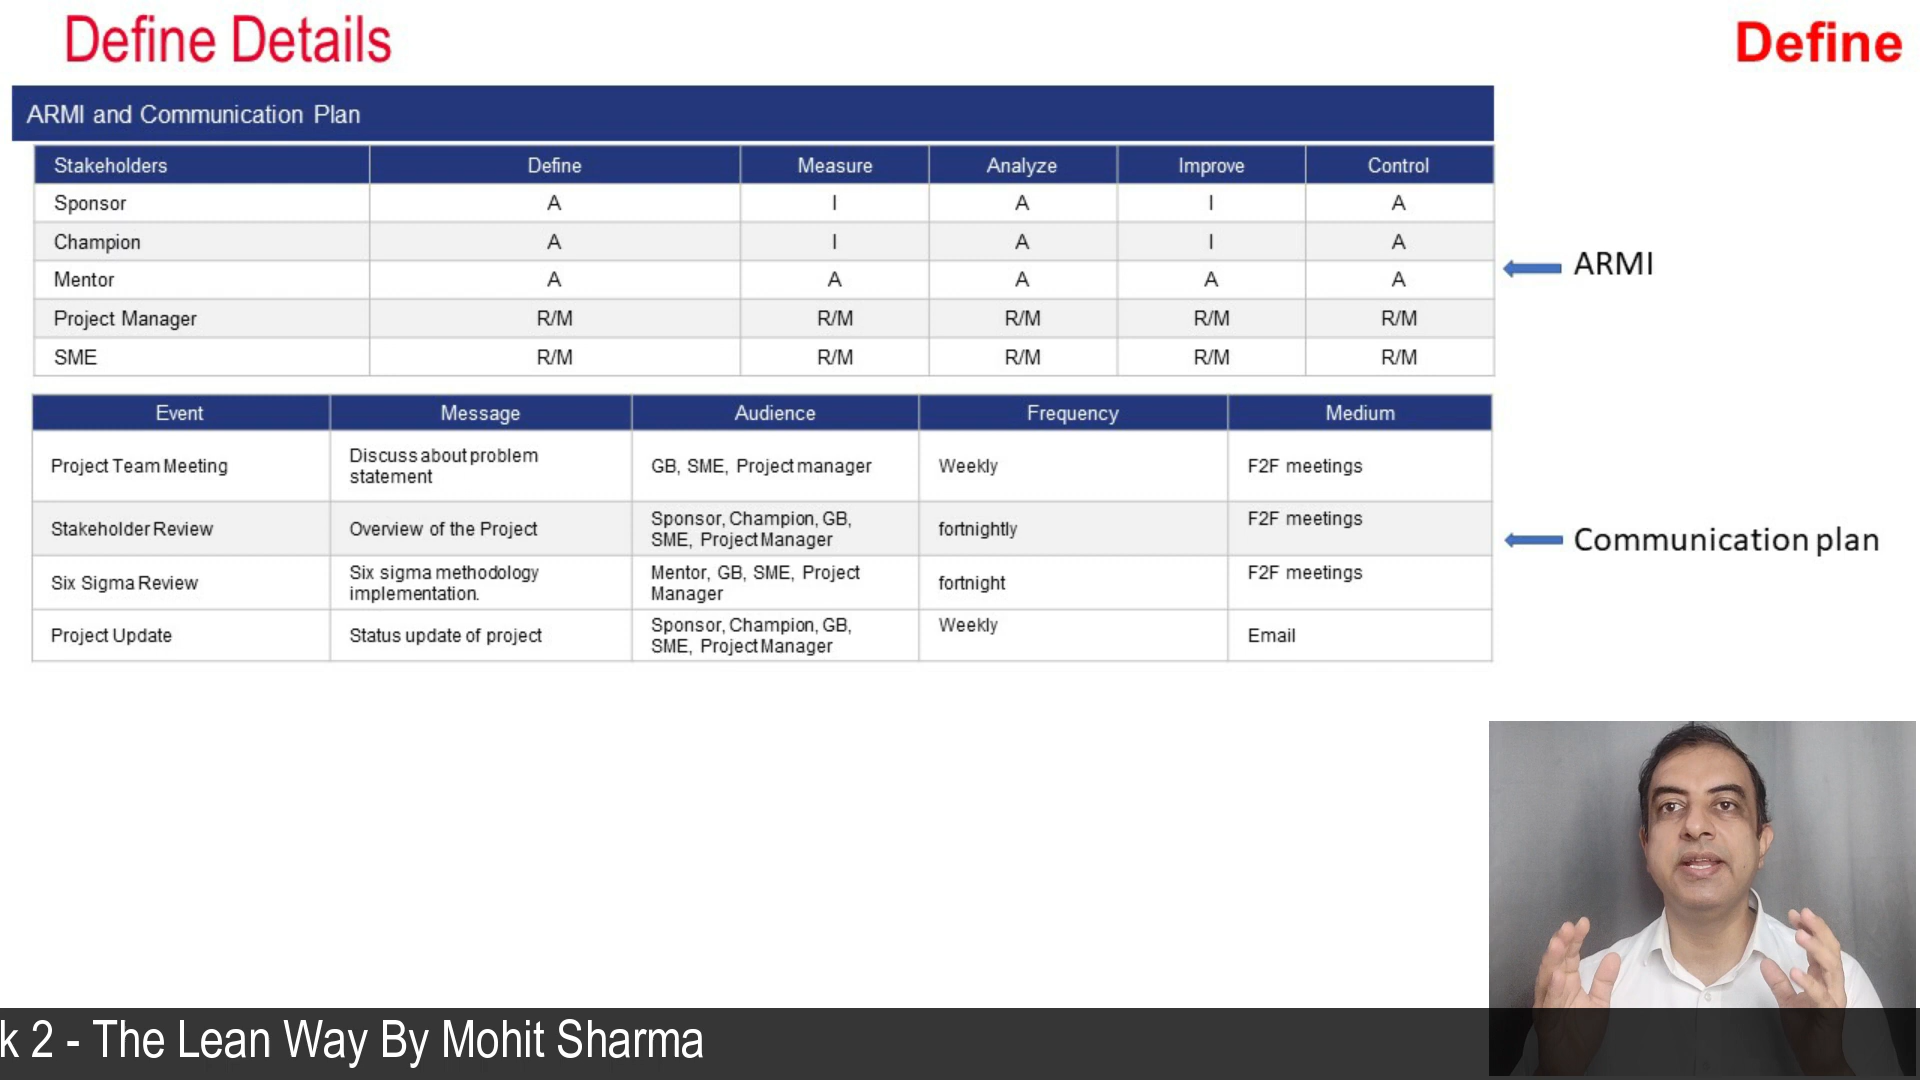 Define Details
Define
ARMI and Communication Plan
Stakeholders Define Measure Analyze Improve Control
Sponsor A I A I A
Champion A I A I A
Mentor A A A A A
Project Manager R/M R/M R/M R/M R/M
SME R/M R/M R/M R/M R/M
ARMI
Event Message Audience Frequency Medium
Project Team Meeting Discuss about problem statement GB, SME, Project manager Weekly F2F meetings
Stakeholder Review Overview of the Project Sponsor, Champion, GB, SME, Project Manager fortnightly F2F meetings
Six Sigma Review Six sigma methodology implementation. Mentor, GB, SME, Project Manager fortnight F2F meetings
Project Update Status update of project Sponsor, Champion, GB, SME, Project Manager Weekly Email
Communication plan
k 2 - The Lean Way By Mohit Sharma